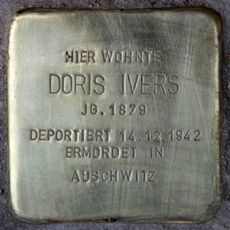 HIER WOHNTE
DORIS IVERS
JG. 1879
DEPORTIERT 14.12.1942
ERMORDET IN
AUSCHWITZ